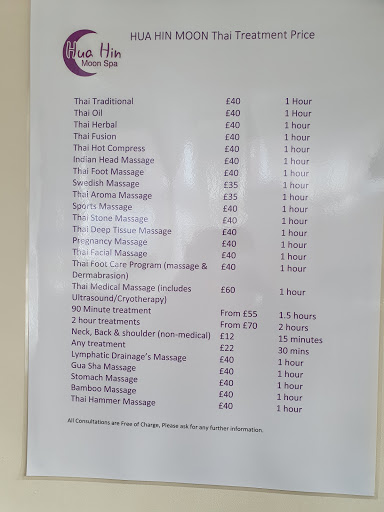 Hua Hin
Moon Spa
HUA HIN MOON Thai Treatment Price
Thai Traditional £40 1 Hour
Thai Oil £40 1 Hour
Thai Herbal £40 1 hour
Thai Fusion £40 1 hour
Thai Hot Compress £40 1 hour
Indian Head Massage £40 1 hour
Thai Foot Massage £40 1 hour
Swedish Massage £35 1 hour
Thai Aroma Massage £35 1 hour
Sports Massage £40 1 hour
Thai Stone Massage £40 1 hour
Thai Deep Tissue Massage £40 1 hour
Pregnancy Massage £40 1 hour
Thai Facial Massage £40 1 hour
Thai Foot Care Program (massage & £40 1 hour
Dermabrasion)
Thai Medical Massage (Includes £60 1 hour
Ultrasound/Cryotherapy)
90 Minute treatment From £55 1.5 hours
2 hour treatments From £70 2 hours
Neck, Back & shoulder (non-medical) £12 15 minutes
Any treatment £22 30 mins
Lymphatic Drainage's Massage £40 1 hour
Gua Sha Massage £40 1 hour
Stomach Massage £40 1 hour
Bamboo Massage £40 1 hour
Thai Hammer Massage £40 1 hour
All Consultations are Free of Charge, Please ask for any further information.